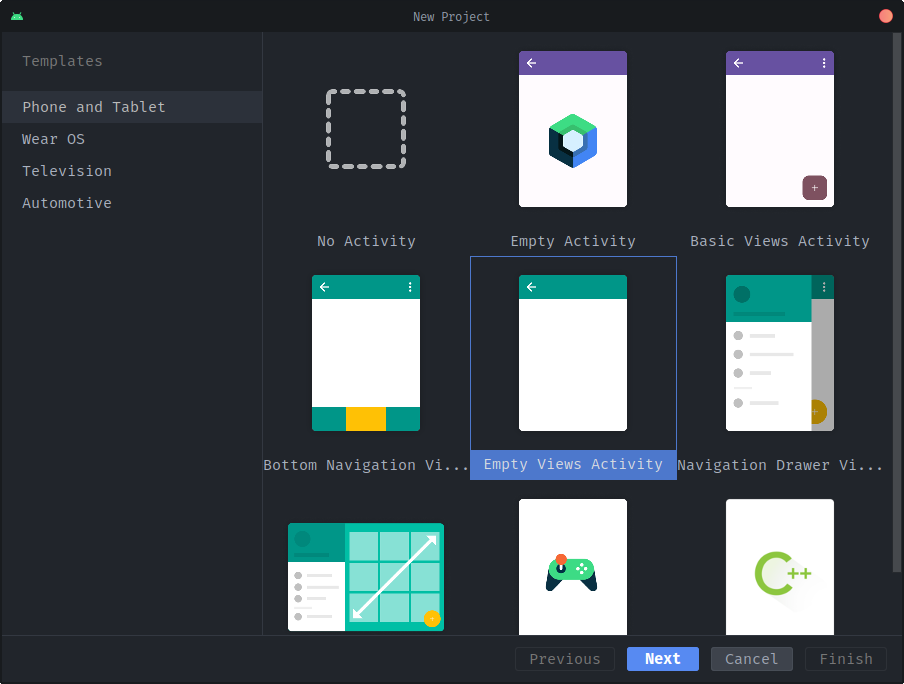 New Project
Templates
Phone and Tablet
Wear OS
Television
Automotive
No Activity
Empty Activity
Basic Views Activity
Bottom Navigation Vi...
Empty Views Activity
Navigation Drawer Vi...
C++
Previous
Next
Cancel
Finish